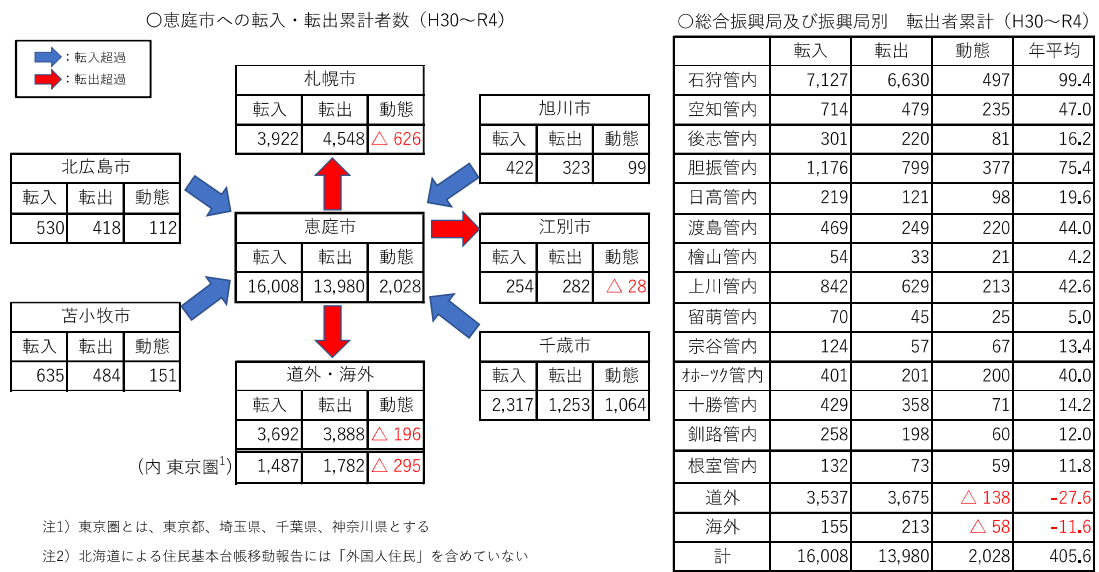 〇恵庭市への転入・転出累計者数（H30～R4）
：転入超過
：転出超過
札幌市
転入 転出 動態
3,922 4,548 △ 626
旭川市
転入 転出 動態
422 323 99
北広島市
転入 転出 動態
530 418 112
恵庭市
転入 転出 動態
16,008 13,980 2,028
江別市
転入 転出 動態
254 282 △ 28
苫小牧市
転入 転出 動態
635 484 151
千歳市
転入 転出 動態
2,317 1,253 1,064
道外・海外
転入 転出 動態
3,692 3,888 △ 196
(内 東京圏1) 1,487 1,782 △ 295
注1）東京圏とは、東京都、埼玉県、千葉県、神奈川県とする
注2）北海道による住民基本台帳移動報告には「外国人住民」を含めていない
〇総合振興局及び振興局別 転出者累計（H30～R4）
転入 転出 動態 年平均
石狩管内 7,127 6,630 497 99.4
空知管内 714 479 235 47.0
後志管内 301 220 81 16.2
胆振管内 1,176 799 377 75.4
日高管内 219 121 98 19.6
渡島管内 469 249 220 44.0
檜山管内 54 33 21 4.2
上川管内 842 629 213 42.6
留萌管内 70 45 25 5.0
宗谷管内 124 57 67 13.4
ｵﾎｰﾂｸ管内 401 201 200 40.0
十勝管内 429 358 71 14.2
釧路管内 258 198 60 12.0
根室管内 132 73 59 11.8
道外 3,537 3,675 △ 138 -27.6
海外 155 213 △ 58 -11.6
計 16,008 13,980 2,028 405.6